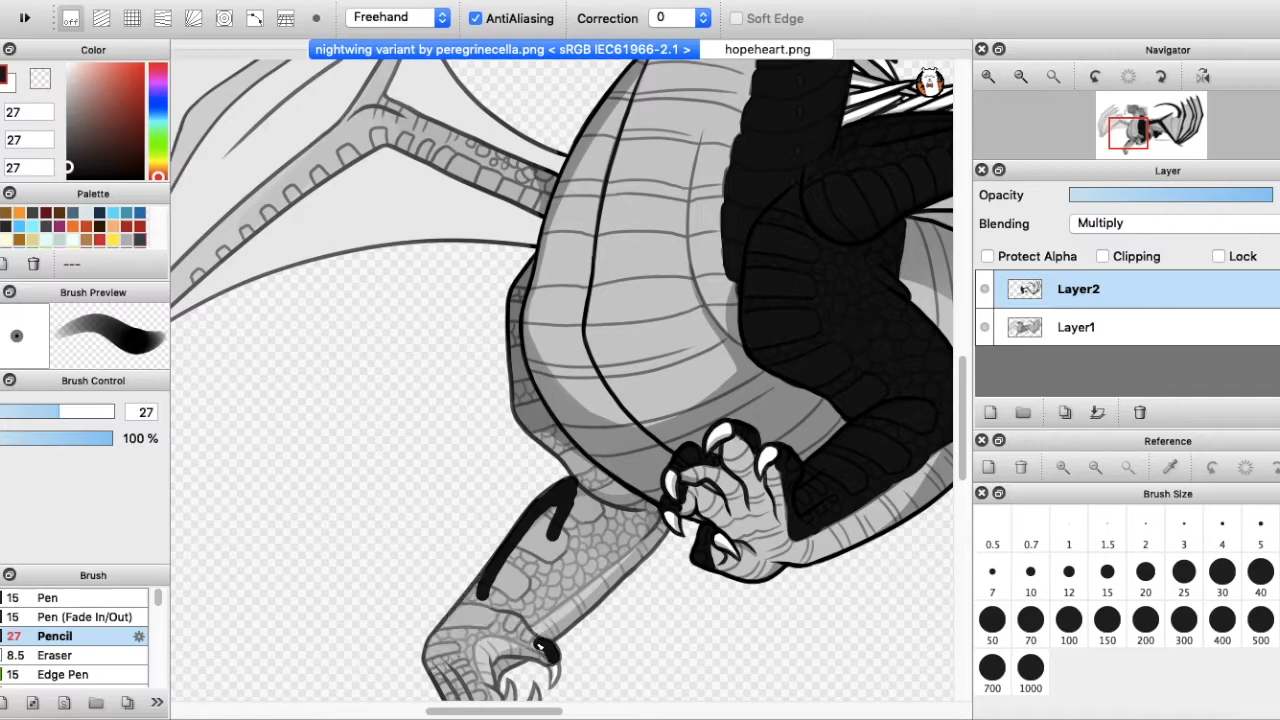 off
Freehand
AntiAliasing
Correction
0
Soft Edge
nightwing variant by peregrinecella.png < sRGB IEC61966-2.1 >
hopeheart.png
Color
27
27
27
Palette
---
Brush Preview
Brush Control
27
100 %
Brush
15 Pen
15 Pen (Fade In/Out)
27 Pencil
8.5 Eraser
15 Edge Pen
Navigator
Layer
Opacity
Blending
Multiply
Protect Alpha
Clipping
Lock
Layer2
Layer1
Reference
Brush Size
0.5 0.7 1 1.5 2 3 4 5
7 10 12 15 20 25 30 40
50 70 100 150 200 300 400 500
700 1000